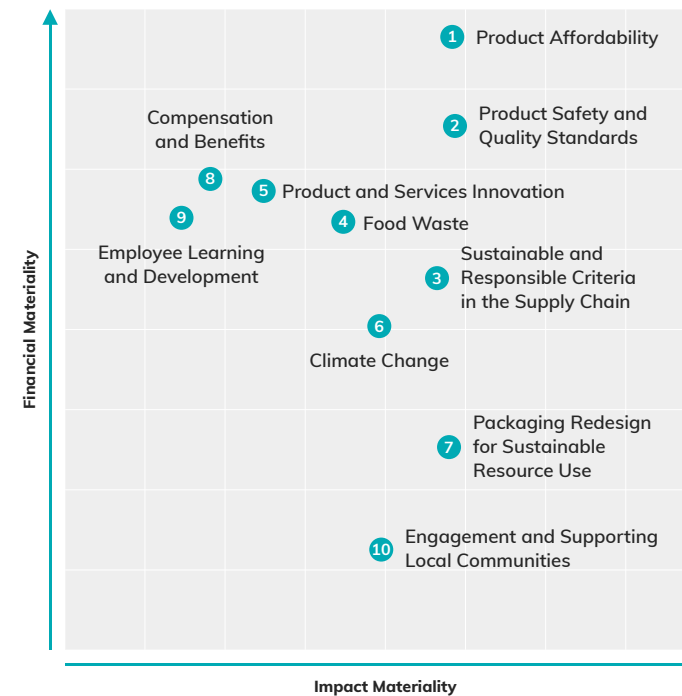 1
Product Affordability
2
Product Safety and
Quality Standards
Compensation
and Benefits
8
5
Product and Services Innovation
9
4
Food Waste
Employee Learning
and Development
3
Sustainable and
Responsible Criteria
in the Supply Chain
6
Climate Change
7
Packaging Redesign
for Sustainable
Resource Use
10
Engagement and Supporting
Local Communities
Financial Materiality
Impact Materiality